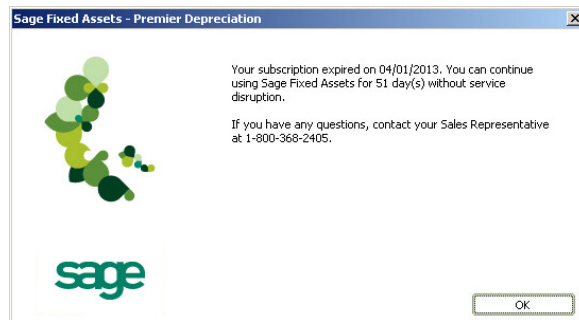 Sage Fixed Assets - Premier Depreciation
Your subscription expired on 04/01/2013. You can continue
using Sage Fixed Assets for 51 day(s) without service
disruption.
If you have any questions, contact your Sales Representative
at 1-800-368-2405.
sage
OK